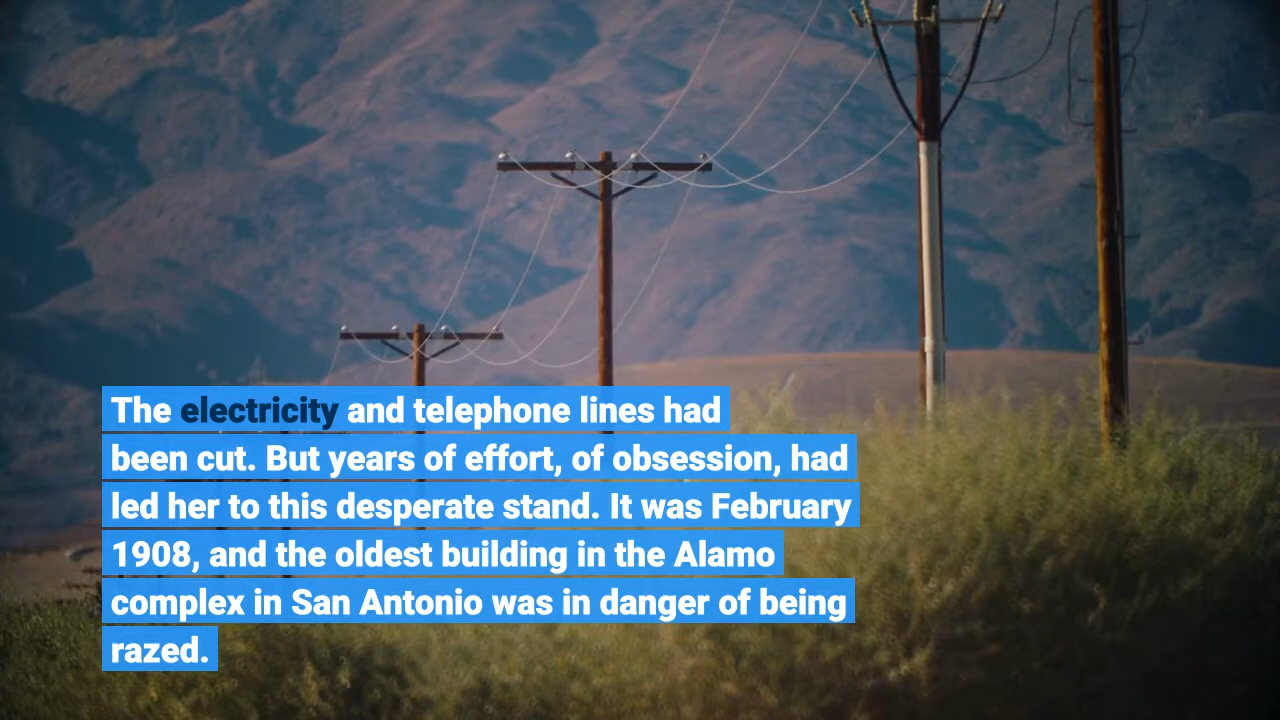 The electricity and telephone lines had
been cut. But years of effort, of obsession, had
led her to this desperate stand. It was February
1908, and the oldest building in the Alamo
complex in San Antonio was in danger of being
razed.